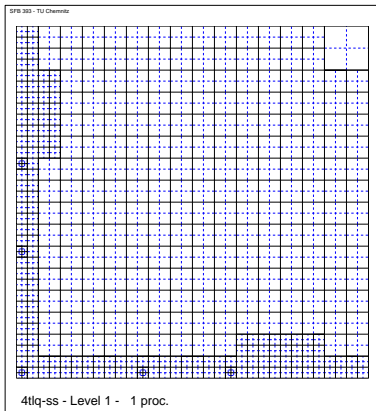 SFB 393 - TU Chemnitz
4tlq-ss - Level 1 - 1 proc.